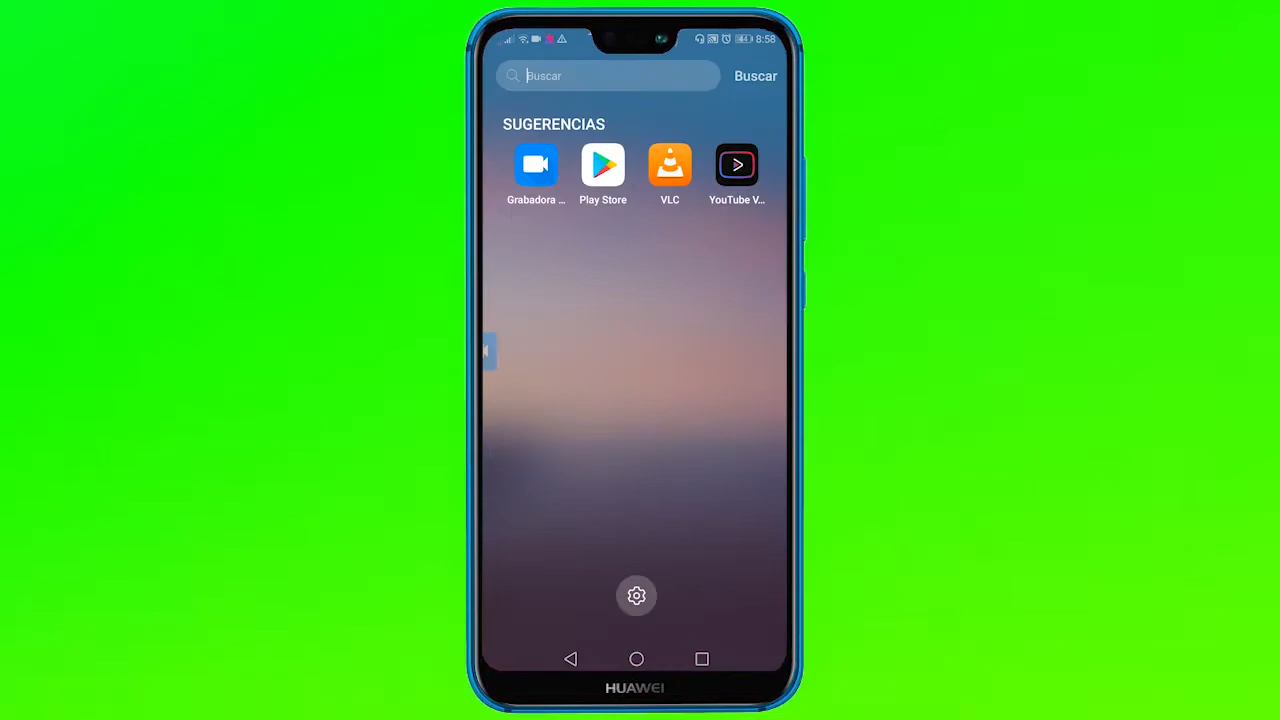 8:58
Buscar Buscar
SUGERENCIAS
Grabadora ... Play Store VLC YouTube V...
HUAWEI